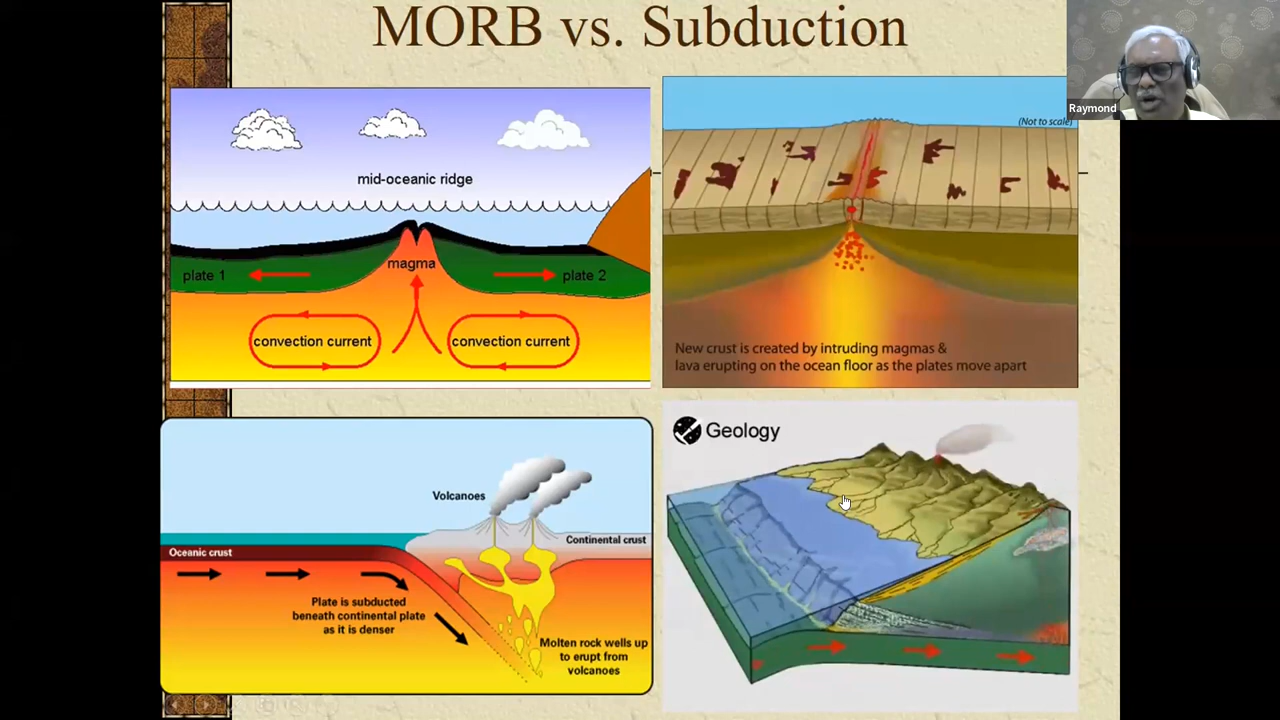 MORB vs. Subduction
Raymond
mid-oceanic ridge
plate 1
magma
plate 2
convection current
convection current
(Not to scale)
New crust is created by intruding magmas &
lava erupting on the ocean floor as the plates move apart
Volcanoes
Oceanic crust
Continental crust
Plate is subducted
beneath continental plate
as it is denser
Molten rock wells up
to erupt from
volcanoes
Geology